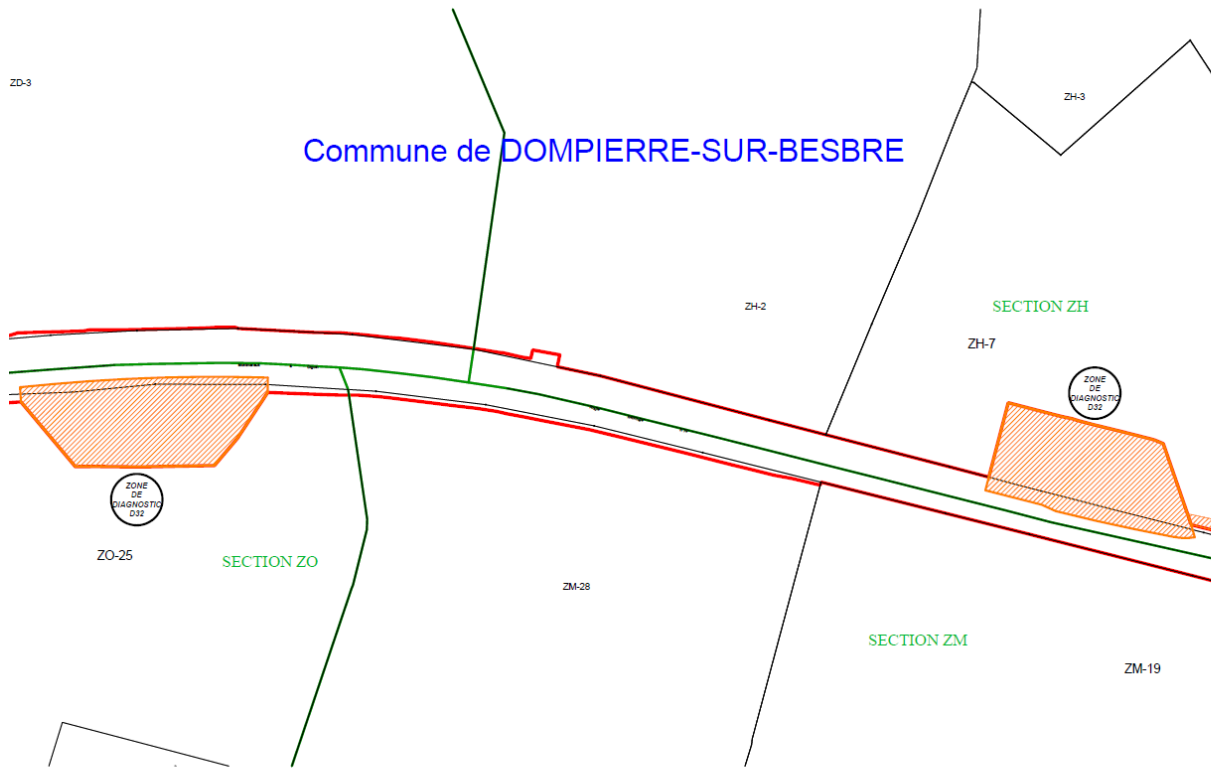 ZD-3
ZH-3
Commune de DOMPIERRE-SUR-BESBRE
ZH-2
SECTION ZH
ZH-7
ZONE
DE
DIAGNOSTIC
D32
ZONE
DE
DIAGNOSTIC
D32
ZO-25
SECTION ZO
ZM-28
SECTION ZM
ZM-19